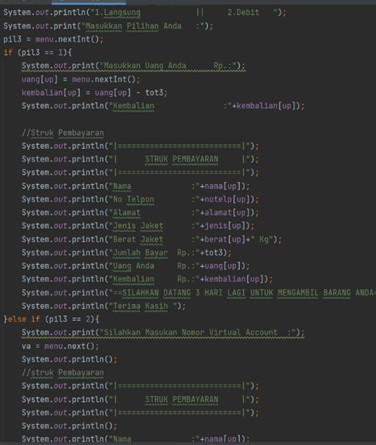 System.out.println("1.Langsung          ||     2.Debit   ");
System.out.print("Masukkan Pilihan Anda   :");
pil3 = menu.nextInt();
if (pil3 == 1){
    System.out.print("Masukkan Uang Anda      Rp.:");
    uang[up] = menu.nextInt();
    kembalian[up] = uang[up] - tot3;
    System.out.println("Kembalian               :"+kembalian[up]);
    //Struk Pembayaran
    System.out.println("|===========================|");
    System.out.println("|      STRUK PEMBAYARAN     |");
    System.out.println("|===========================|");
    System.out.println("Nama             :"+nama[up]);
    System.out.println("No Telpon        :"+notelp[up]);
    System.out.println("Alamat           :"+alamat[up]);
    System.out.println("Jenis Jaket      :"+jenis[up]);
    System.out.println("Berat Jaket      :"+berat[up]+" Kg");
    System.out.println("Jumlah Bayar  Rp.:"+tot3);
    System.out.println("Uang Anda     Rp.:"+uang[up]);
    System.out.println("Kembalian     Rp.:"+kembalian[up]);
    System.out.println("==SILAHKAN DATANG 3 HARI LAGI UNTUK MENGAMBIL BARANG ANDA
    System.out.println("Terima Kasih ");
}else if (pil3 == 2){
    System.out.print("Silahkan Masukan Nomor Virtual Account  :");
    va = menu.next();
    System.out.println();
    //struk Pembayaran
    System.out.println("|===========================|");
    System.out.println("|      STRUK PEMBAYARAN     |");
    System.out.println("|===========================|");
    System.out.println();
    System.out.println("Nama             :"+nama[up]);